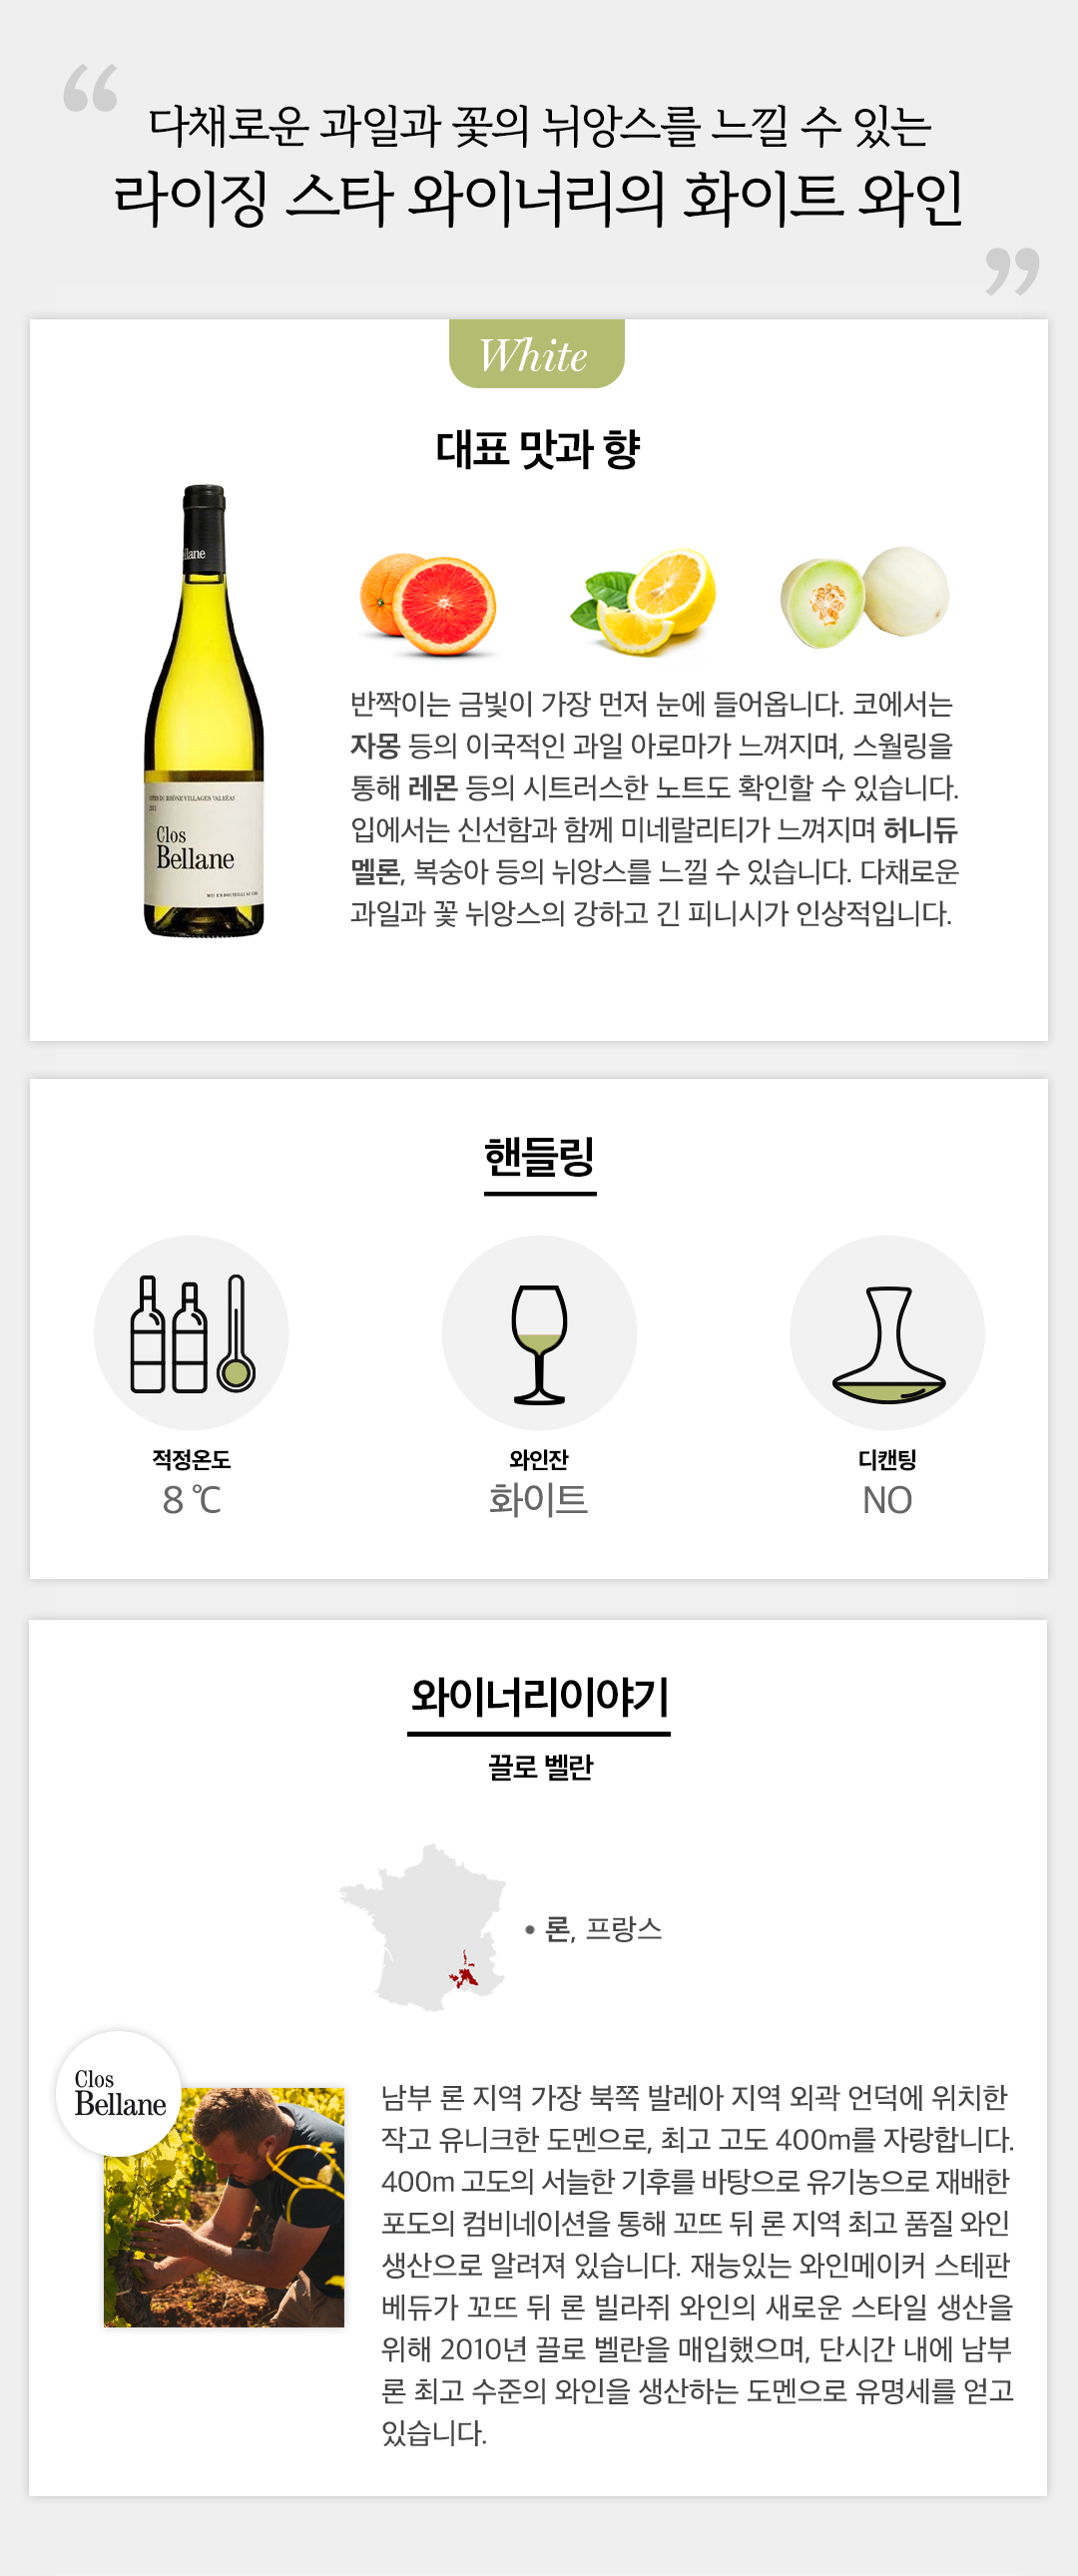 “
다채로운 과일과 꽃의 뉘앙스를 느낄 수 있는
라이징 스타 와이너리의 화이트 와인
”
White
대표 맛과 향
llane
CÔTES DU RHÔNE VILLAGES VALRÉAS
Clos
Bellane
반짝이는 금빛이 가장 먼저 눈에 들어옵니다. 코에서는
자몽 등의 이국적인 과일 아로마가 느껴지며, 스월링을
통해 레몬 등의 시트러스한 노트도 확인할 수 있습니다.
입에서는 신선함과 함께 미네랄리티가 느껴지며 허니듀
멜론, 복숭아 등의 뉘앙스를 느낄 수 있습니다. 다채로운
과일과 꽃 뉘앙스의 강하고 긴 피니시가 인상적입니다.
핸들링
적정온도
8 ℃
와인잔
화이트
디캔팅
NO
와이너리이야기
끌로 벨란
• 론, 프랑스
Clos
Bellane
남부 론 지역 가장 북쪽 발레아 지역 외곽 언덕에 위치한
작고 유니크한 도멘으로, 최고 고도 400m를 자랑합니다.
400m 고도의 서늘한 기후를 바탕으로 유기농으로 재배한
포도의 컴비네이션을 통해 꼬뜨 뒤 론 지역 최고 품질 와인
생산으로 알려져 있습니다. 재능있는 와인메이커 스테판
베듀가 꼬뜨 뒤 론 빌라쥐 와인의 새로운 스타일 생산을
위해 2010년 끌로 벨란을 매입했으며, 단시간 내에 남부
론 최고 수준의 와인을 생산하는 도멘으로 유명세를 얻고
있습니다.